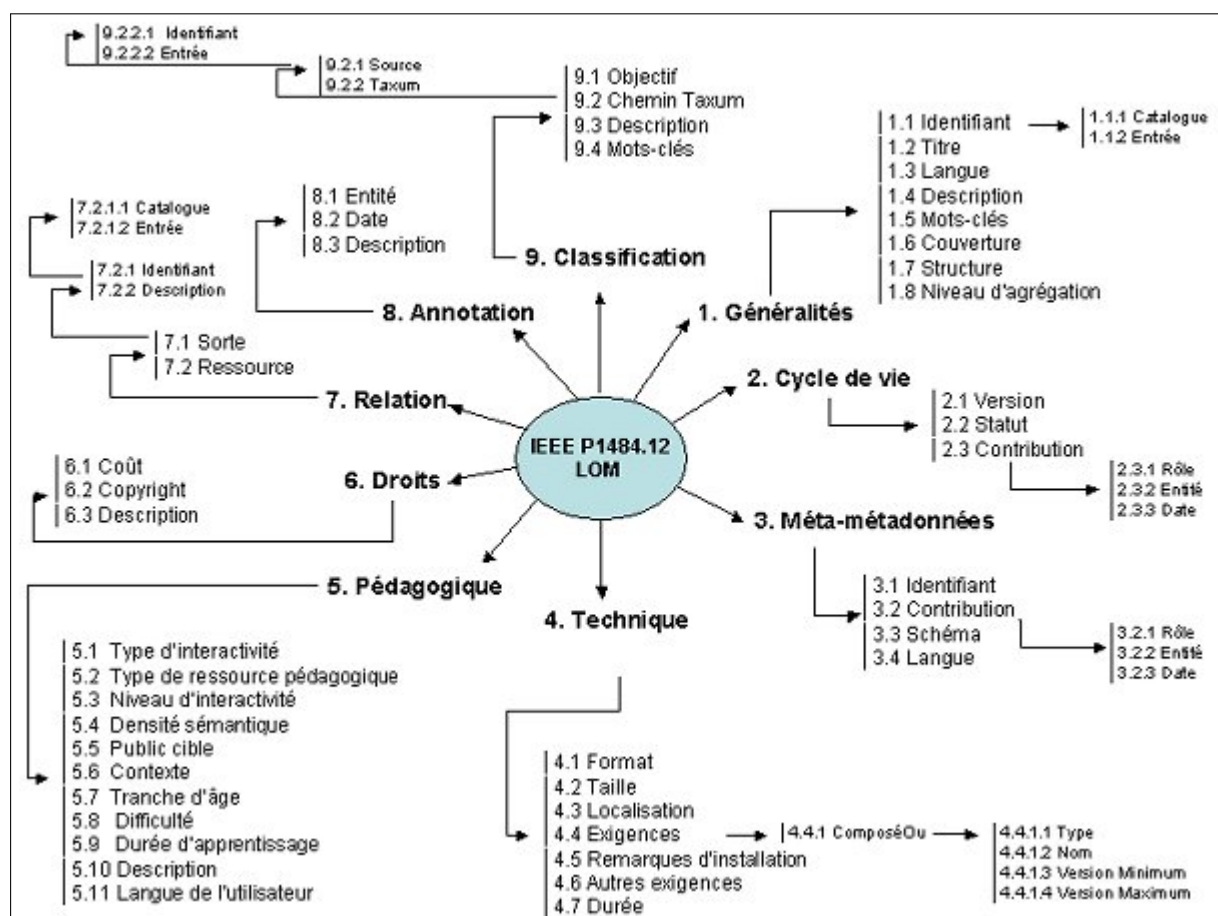 9.2.2.1 Identifiant
9.2.2.2 Entrée
9.2.1 Source
9.2.2 Taxum
9.1 Objectif
9.2 Chemin Taxum
9.3 Description
9.4 Mots-clés
9. Classification
1.1 Identifiant
1.2 Titre
1.3 Langue
1.4 Description
1.5 Mots-clés
1.6 Couverture
1.7 Structure
1.8 Niveau d'agrégation
1.1.1 Catalogue
1.1.2 Entrée
1. Généralités
8.1 Entité
8.2 Date
8.3 Description
8. Annotation
7.2.1.1 Catalogue
7.2.1.2 Entrée
7.2.1 Identifiant
7.2.2 Description
7.1 Sorte
7.2 Ressource
7. Relation
2. Cycle de vie
2.1 Version
2.2 Statut
2.3 Contribution
2.3.1 Rôle
2.3.2 Entité
2.3.3 Date
IEEE P1484.12
LOM
6.1 Coût
6.2 Copyright
6.3 Description
6. Droits
3. Méta-métadonnées
3.1 Identifiant
3.2 Contribution
3.3 Schéma
3.4 Langue
3.2.1 Rôle
3.2.2 Entité
3.2.3 Date
5. Pédagogique
5.1 Type d'interactivité
5.2 Type de ressource pédagogique
5.3 Niveau d'interactivité
5.4 Densité sémantique
5.5 Public cible
5.6 Contexte
5.7 Tranche d'âge
5.8 Difficulté
5.9 Durée d'apprentissage
5.10 Description
5.11 Langue de l'utilisateur
4. Technique
4.1 Format
4.2 Taille
4.3 Localisation
4.4 Exigences
4.5 Remarques d'installation
4.6 Autres exigences
4.7 Durée
4.4.1 ComposéOu
4.4.1.1 Type
4.4.1.2 Nom
4.4.1.3 Version Minimum
4.4.1.4 Version Maximum